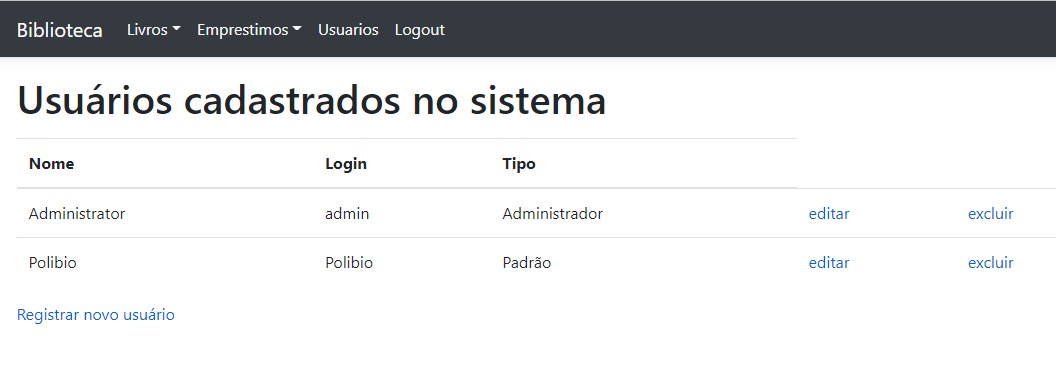 Biblioteca Livros Emprestimos Usuarios Logout
Usuários cadastrados no sistema
Nome Login Tipo
Administrator admin Administrador editar excluir
Polibio Polibio Padrão editar excluir
Registrar novo usuário